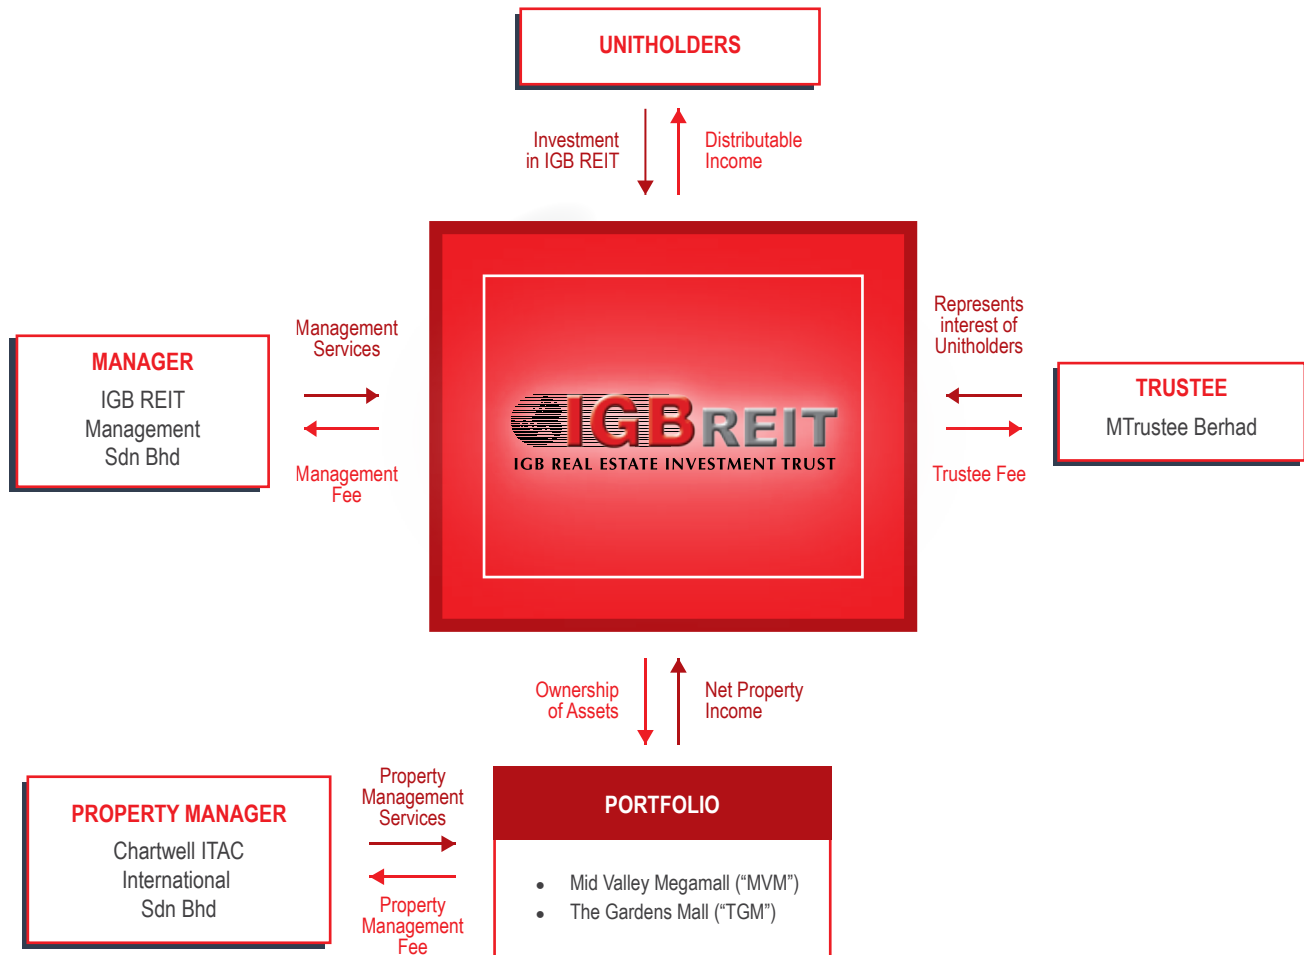 UNITHOLDERS
Investment
in IGB REIT
Distributable
Income
MANAGER
IGB REIT
Management
Sdn Bhd
Management
Services
Management
Fee
IGBREIT
IGB REAL ESTATE INVESTMENT TRUST
Represents
interest of
Unitholders
Trustee Fee
TRUSTEE
MTrustee Berhad
Ownership
of Assets
Net Property
Income
PROPERTY MANAGER
Chartwell ITAC
International
Sdn Bhd
Property
Management
Services
Property
Management
Fee
PORTFOLIO
• Mid Valley Megamall (“MVM”)
• The Gardens Mall (“TGM”)